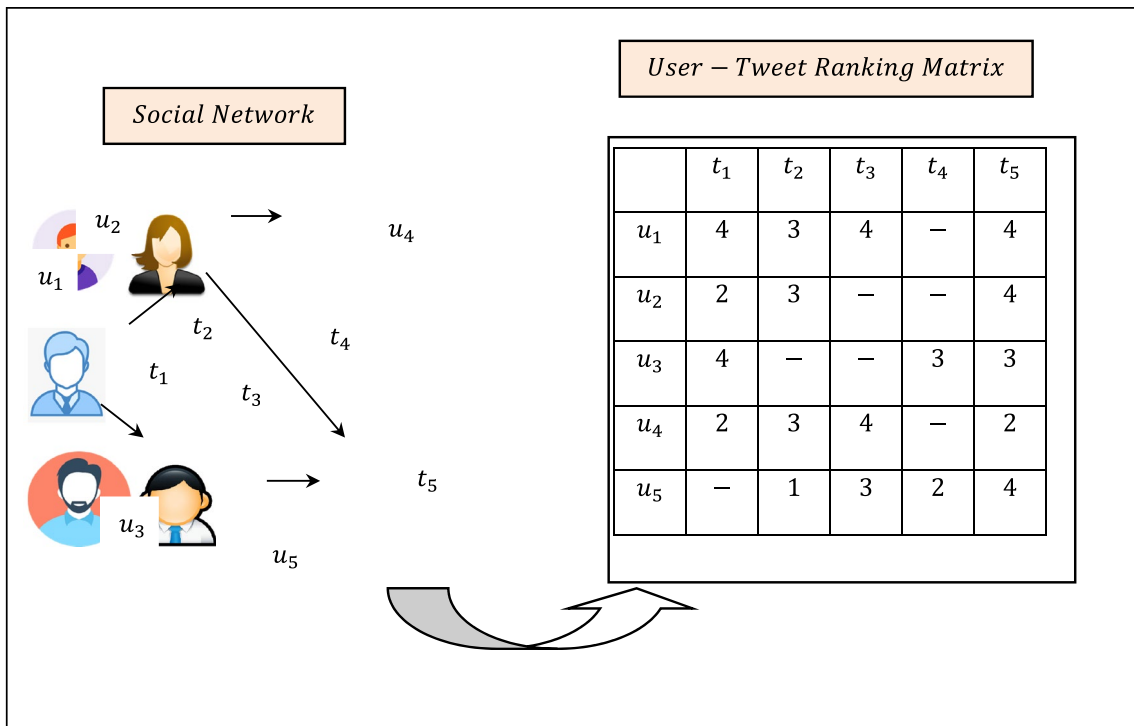 Social Network
User – Tweet Ranking Matrix
u₂
u₄
u₁
t₂
t₄
t₁
t₃
t₅
u₃
u₅
t₁ t₂ t₃ t₄ t₅
u₁ 4 3 4 – 4
u₂ 2 3 – – 4
u₃ 4 – – 3 3
u₄ 2 3 4 – 2
u₅ – 1 3 2 4